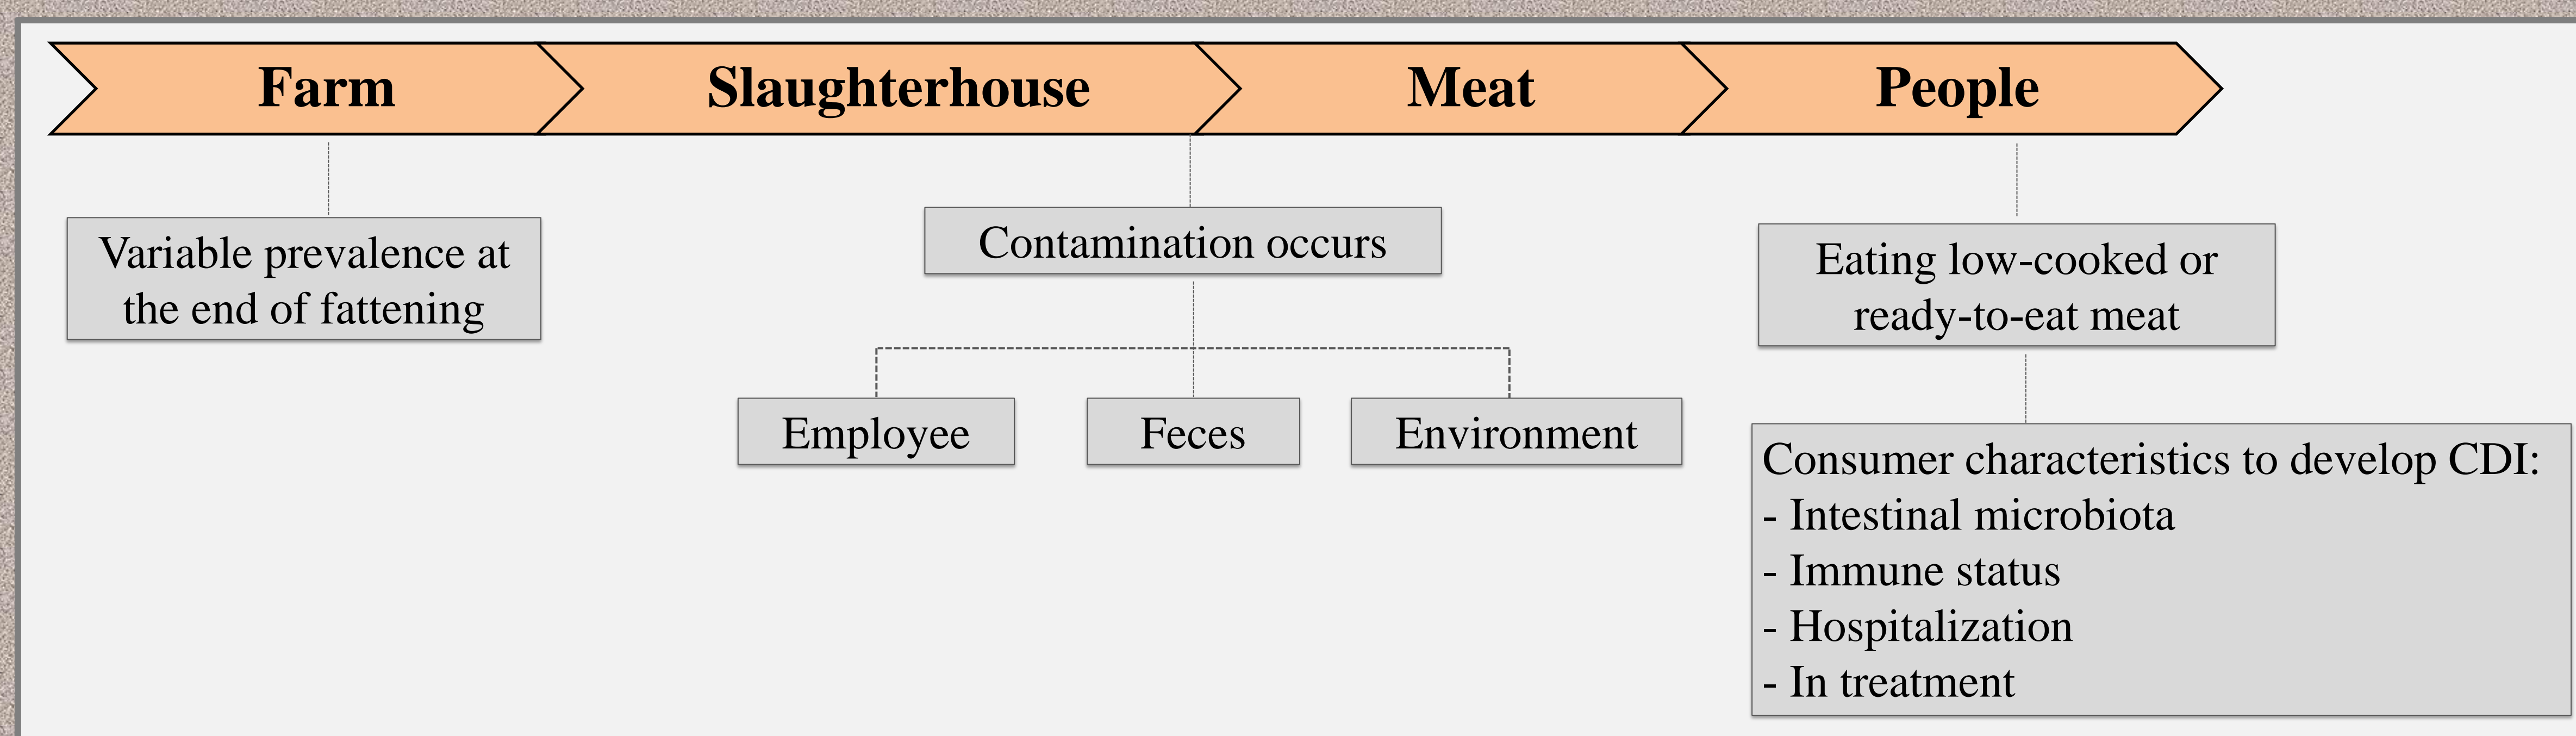 Farm
Slaughterhouse
Meat
People
Variable prevalence at
the end of fattening
Contamination occurs
Employee
Feces
Environment
Eating low-cooked or
ready-to-eat meat
Consumer characteristics to develop CDI:
- Intestinal microbiota
- Immune status
- Hospitalization
- In treatment